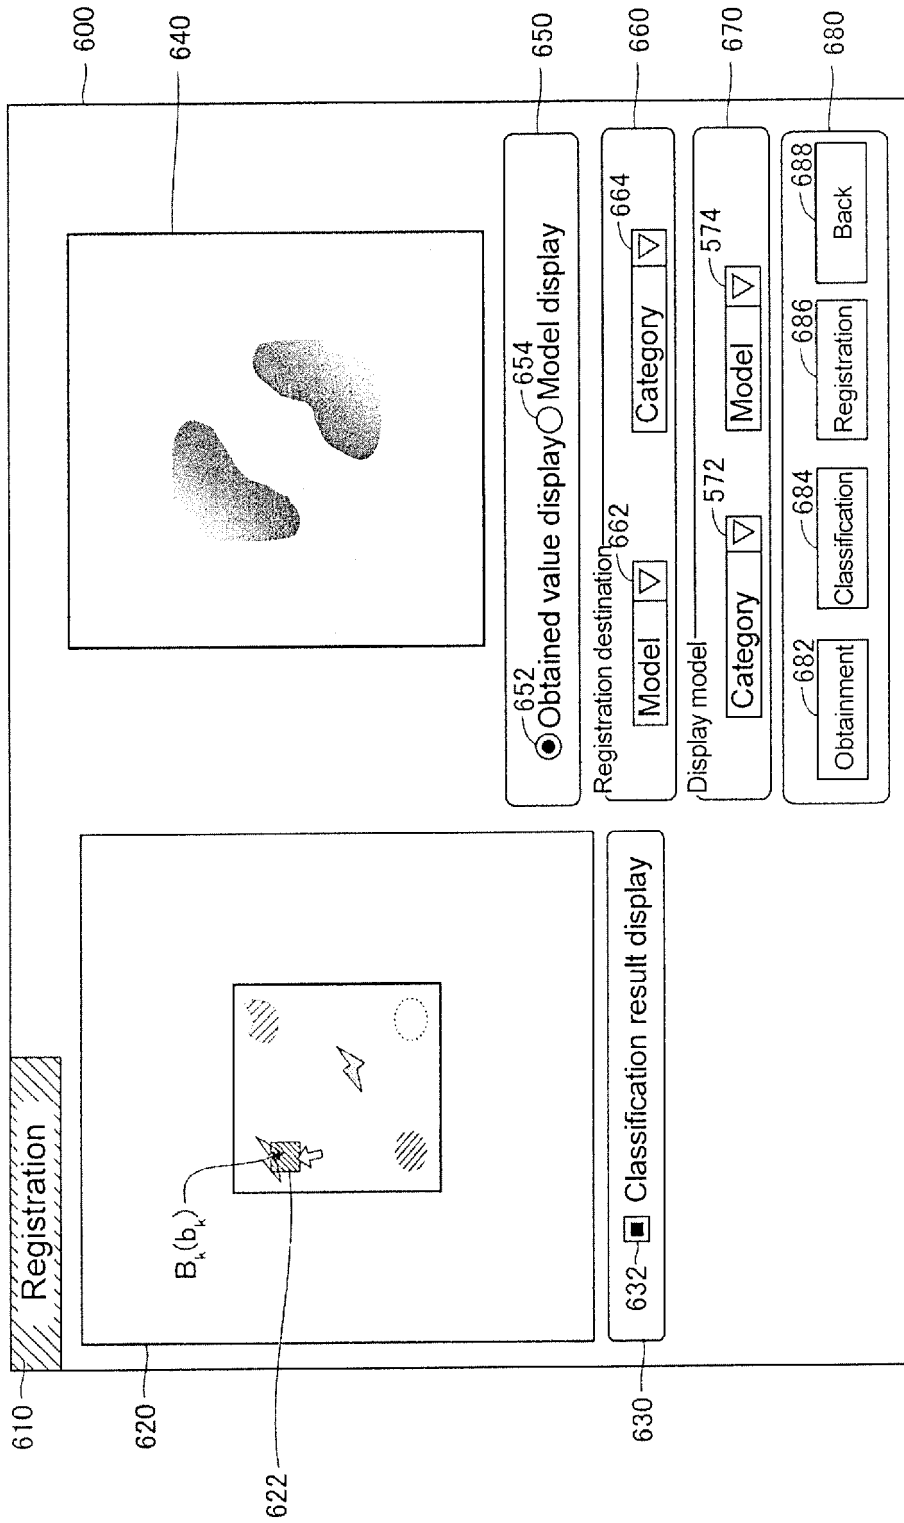 610
Registration
600
620
B_k(b_k)
622
640
630
632
Classification result display
650
652
Obtained value display
654
Model display
660
Registration destination
662
Model ▽
664
Category ▽
670
Display model
572
Category ▽
574
Model ▽
680
682
Obtainment
684
Classification
686
Registration
688
Back